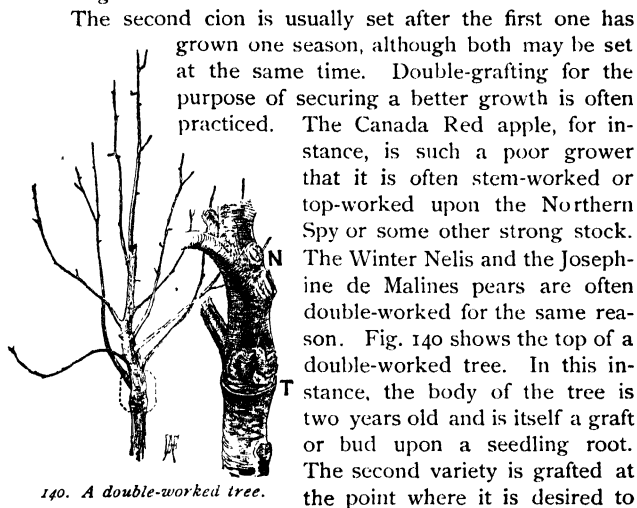 The second cion is usually set after the first one has
grown one season, although both may be set
at the same time. Double-grafting for the
purpose of securing a better growth is often
practiced. The Canada Red apple, for in-
stance, is such a poor grower
that it is often stem-worked or
top-worked upon the Northern
Spy or some other strong stock.
N
The Winter Nelis and the Joseph-
ine de Malines pears are often
double-worked for the same rea-
son. Fig. 140 shows the top of a
double-worked tree. In this in-
T
stance, the body of the tree is
two years old and is itself a graft
or bud upon a seedling root.
The second variety is grafted at
the point where it is desired to
140. A double-worked tree.